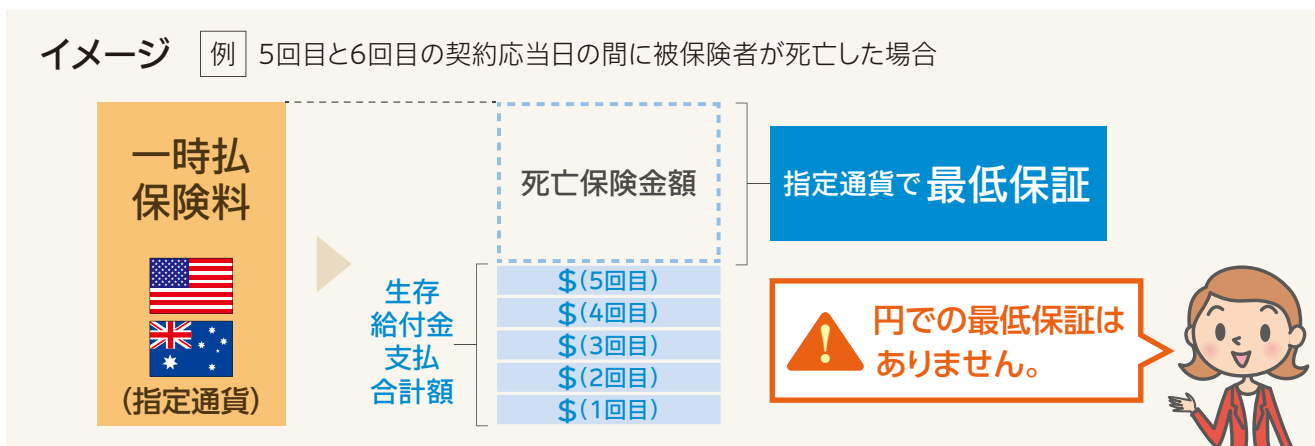 イメージ 例 5回目と6回目の契約応当日の間に被保険者が死亡した場合
一時払
保険料
(指定通貨)
死亡保険金額
指定通貨で最低保証
生存
給付金
支払
合計額
$(5回目)
$(4回目)
$(3回目)
$(2回目)
$(1回目)
円での最低保証は
ありません。